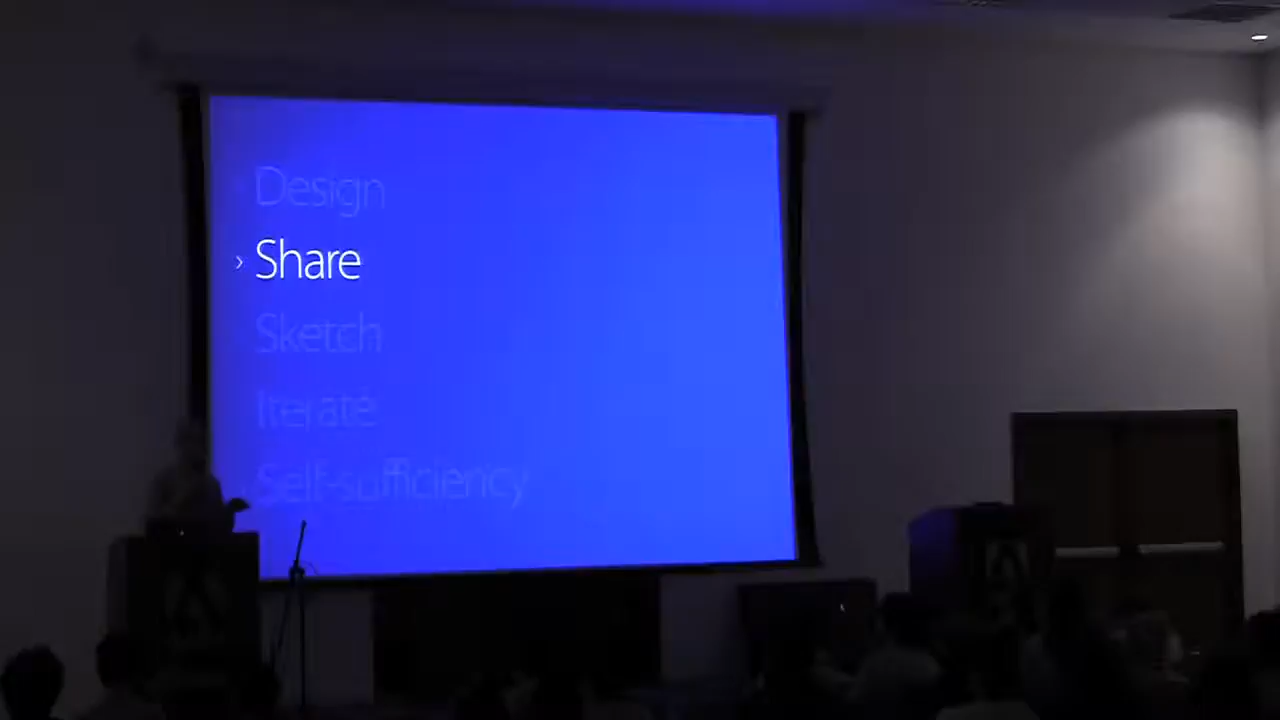 Design
› Share
Sketch
Iterate
Self-sufficiency